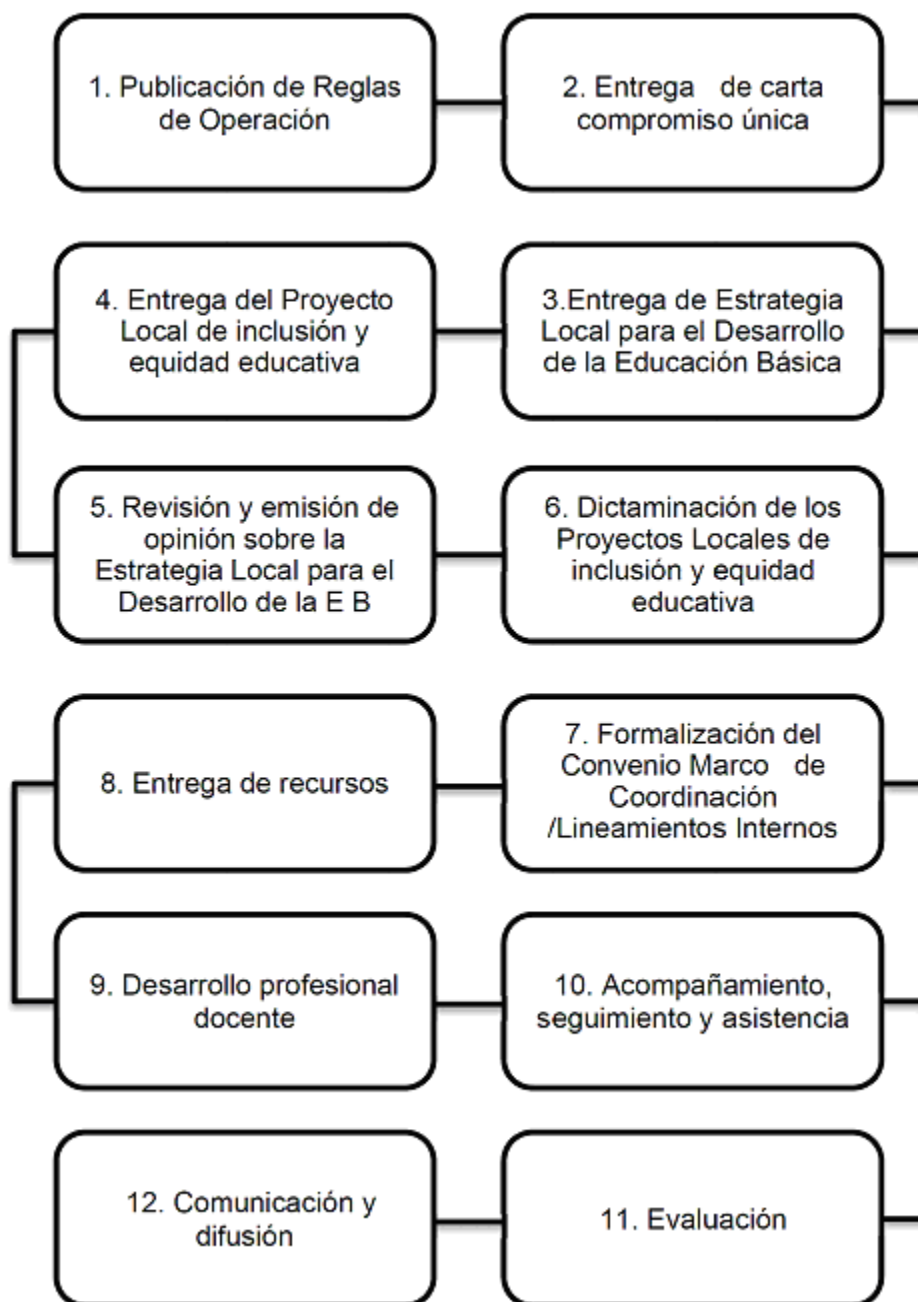 1. Publicación de Reglas
de Operación
2. Entrega de carta
compromiso única
3.Entrega de Estrategia
Local para el Desarrollo
de la Educación Básica
4. Entrega del Proyecto
Local de inclusión y
equidad educativa
5. Revisión y emisión de
opinión sobre la
Estrategia Local para el
Desarrollo de la E B
6. Dictaminación de los
Proyectos Locales de
inclusión y equidad
educativa
7. Formalización del
Convenio Marco de
Coordinación
/Lineamientos Internos
8. Entrega de recursos
9. Desarrollo profesional
docente
10. Acompañamiento,
seguimiento y asistencia
11. Evaluación
12. Comunicación y
difusión